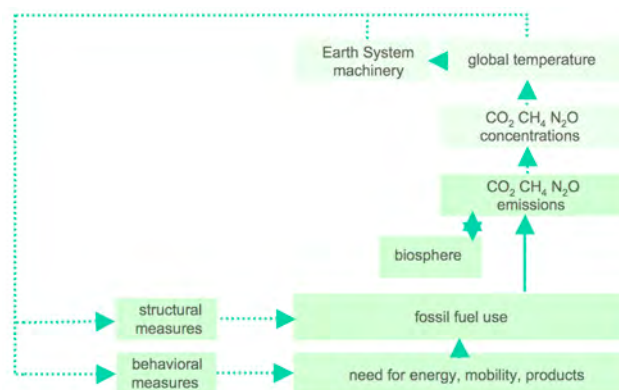 Earth System
machinery
global temperature
CO₂ CH₄ N₂O
concentrations
CO₂ CH₄ N₂O
emissions
biosphere
structural
measures
fossil fuel use
behavioral
measures
need for energy, mobility, products